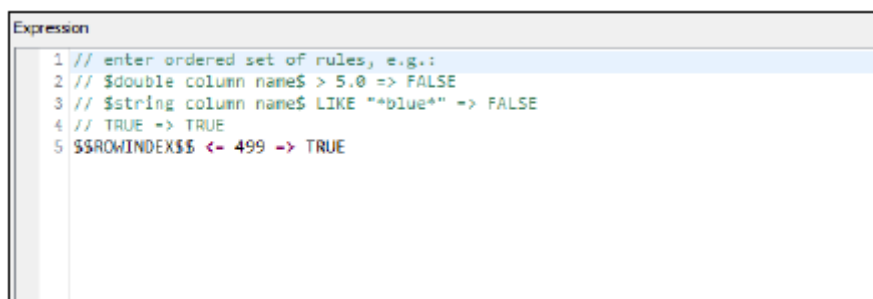 Expression
1 // enter ordered set of rules, e.g.:
2 // $double column name$ > 5.0 => FALSE
3 // $string column name$ LIKE "*blue*" => FALSE
4 // TRUE => TRUE
5 $$ROWINDEX$$ <= 499 => TRUE